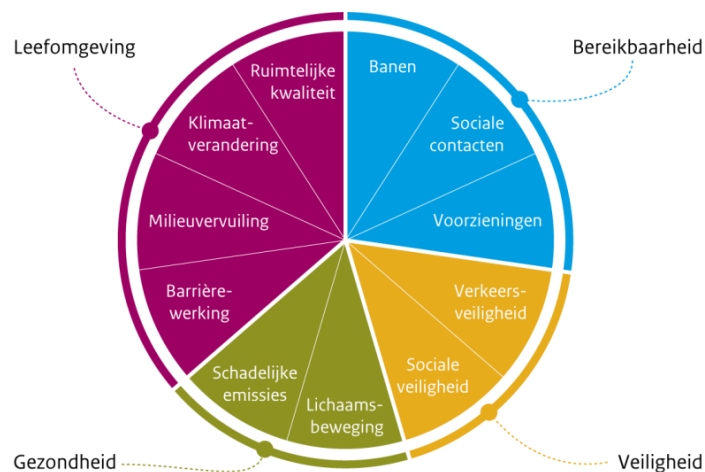 Leefomgeving
Bereikbaarheid
Ruimtelijke
kwaliteit
Banen
Klimaat-
verandering
Sociale
contacten
Milieuvervuiling
Voorzieningen
Barrière-
werking
Verkeers-
veiligheid
Schadelijke
emissies
Sociale
veiligheid
Lichaams-
beweging
Gezondheid
Veiligheid